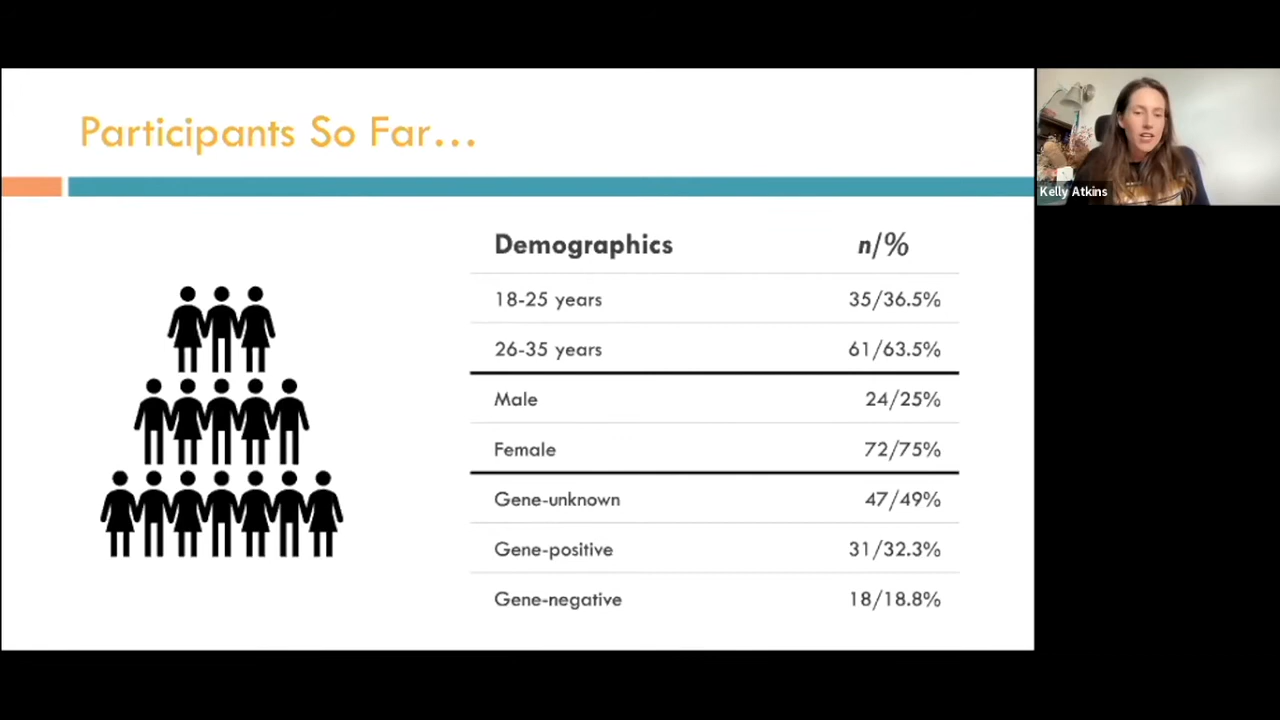 Participants So Far...
Demographics n/%
18-25 years 35/36.5%
26-35 years 61/63.5%
Male 24/25%
Female 72/75%
Gene-unknown 47/49%
Gene-positive 31/32.3%
Gene-negative 18/18.8%
Kelly Atkins